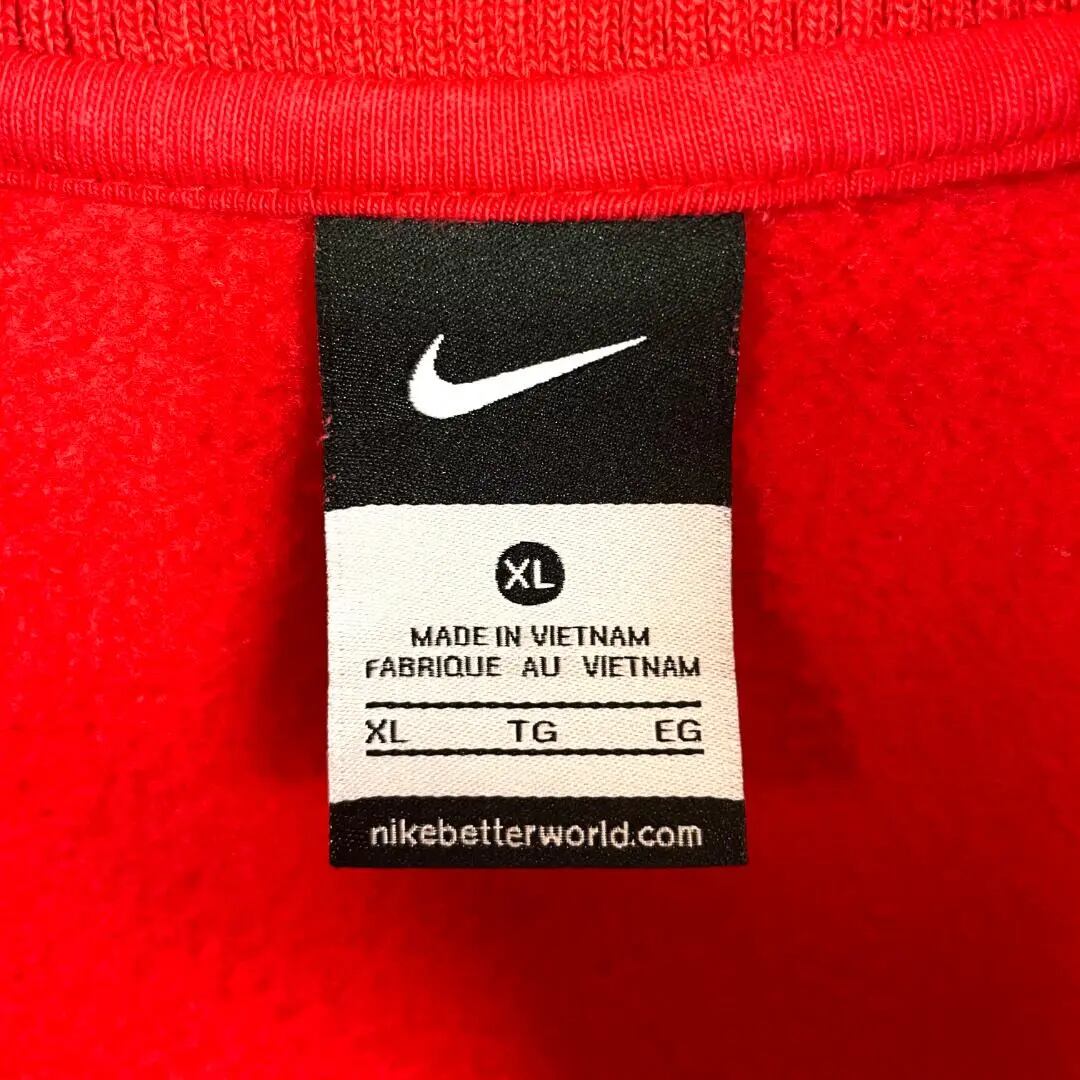 XL
MADE IN VIETNAM
FABRIQUE AU VIETNAM
XL TG EG
nikebetterworld.com